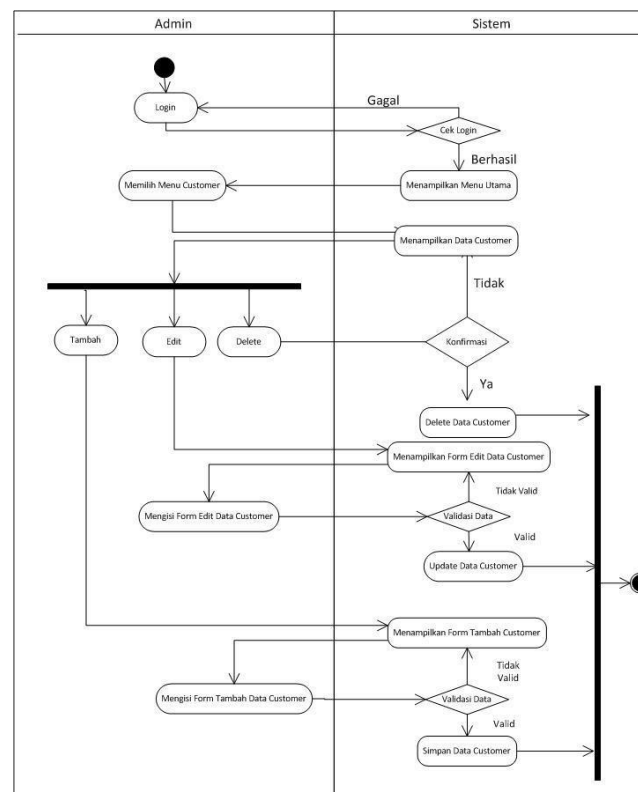 Admin
Sistem
Gagal
Login
Cek Login
Berhasil
Memilih Menu Customer
Menampilkan Menu Utama
Menampilkan Data Customer
Tidak
Tambah
Edit
Delete
Konfirmasi
Ya
Delete Data Customer
Menampilkan Form Edit Data Customer
Tidak Valid
Mengisi Form Edit Data Customer
Validasi Data
Valid
Update Data Customer
Menampilkan Form Tambah Customer
Tidak
Valid
Mengisi Form Tambah Data Customer
Validasi Data
Valid
Simpan Data Customer